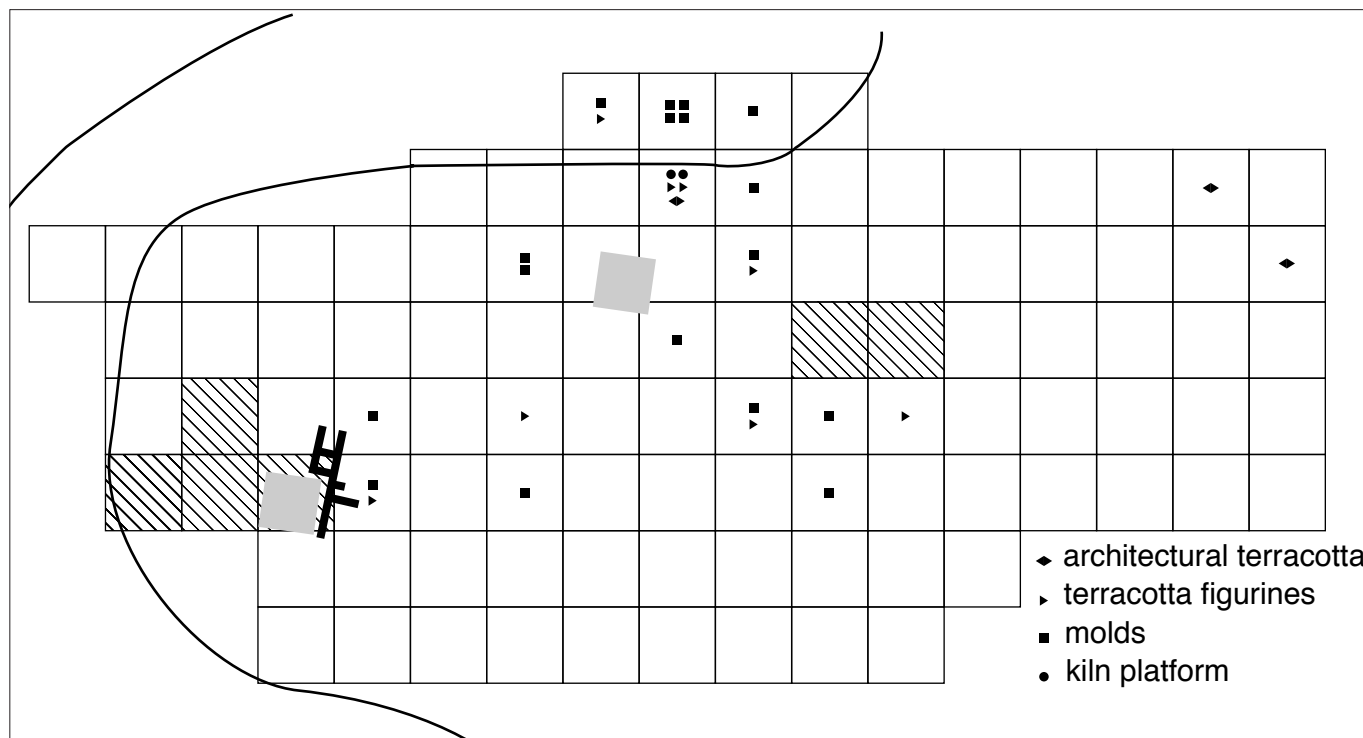 architectural terracotta
terracotta figurines
molds
kiln platform